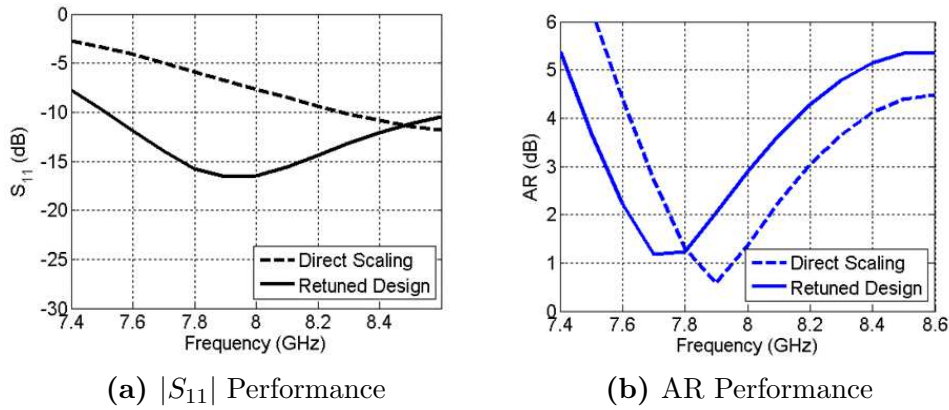 0
-5
-10
-15
-20
-25
-30
S11 (dB)
7.4 7.6 7.8 8 8.2 8.4
Frequency (GHz)
Direct Scaling
Retuned Design
(a) |S11| Performance
6
5
4
3
2
1
0
AR (dB)
7.4 7.6 7.8 8 8.2 8.4 8.6
Frequency (GHz)
Direct Scaling
Retuned Design
(b) AR Performance